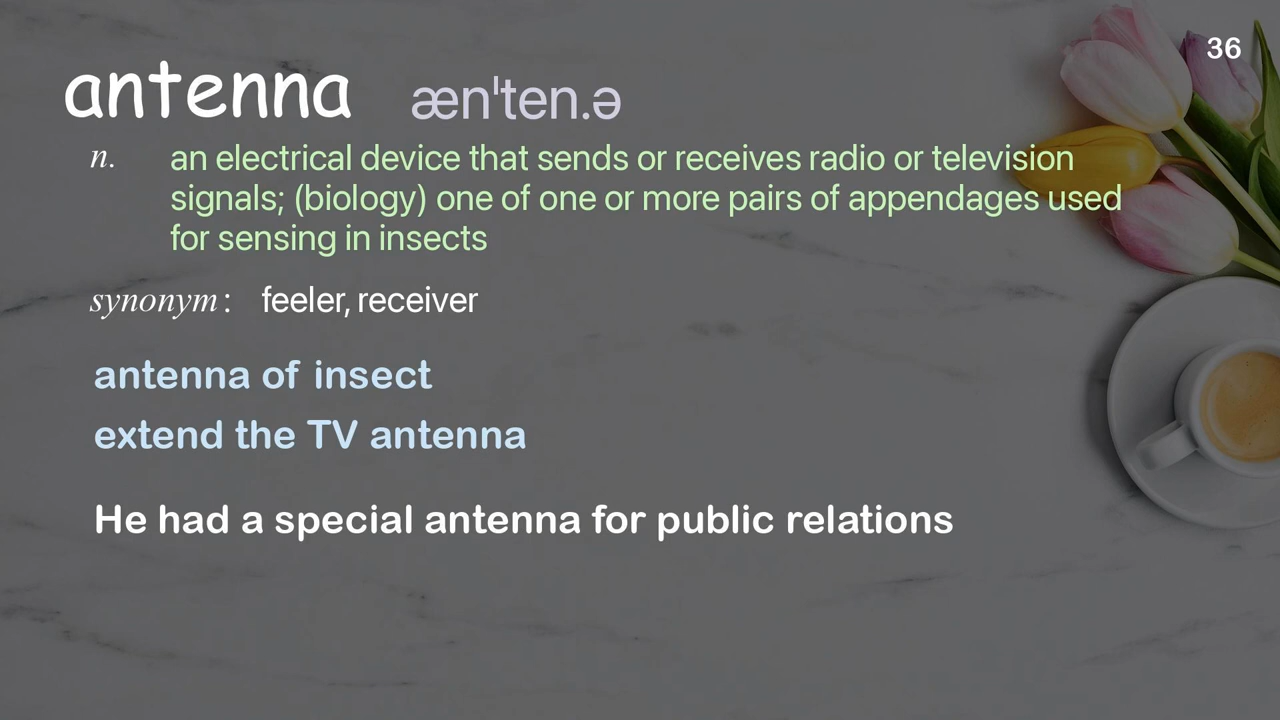 36
antenna ænˈten.ə
n. an electrical device that sends or receives radio or television
signals; (biology) one of one or more pairs of appendages used
for sensing in insects
synonym: feeler, receiver
antenna of insect
extend the TV antenna
He had a special antenna for public relations